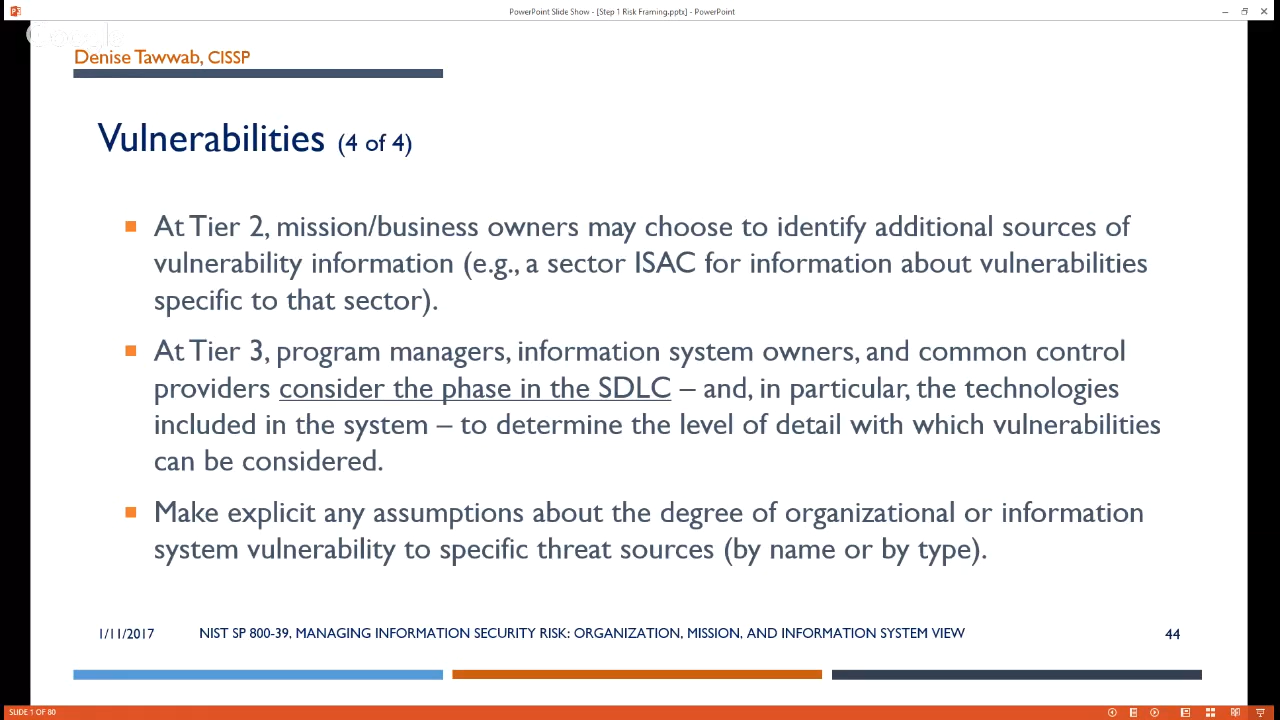 PowerPoint Slide Show - [Step 1 Risk Framing.pptx] - PowerPoint
Denise Tawwab, CISSP
Vulnerabilities (4 of 4)
At Tier 2, mission/business owners may choose to identify additional sources of
vulnerability information (e.g., a sector ISAC for information about vulnerabilities
specific to that sector).
At Tier 3, program managers, information system owners, and common control
providers consider the phase in the SDLC – and, in particular, the technologies
included in the system – to determine the level of detail with which vulnerabilities
can be considered.
Make explicit any assumptions about the degree of organizational or information
system vulnerability to specific threat sources (by name or by type).
1/11/2017 NIST SP 800-39, MANAGING INFORMATION SECURITY RISK: ORGANIZATION, MISSION, AND INFORMATION SYSTEM VIEW 44
SLIDE 1 OF 80